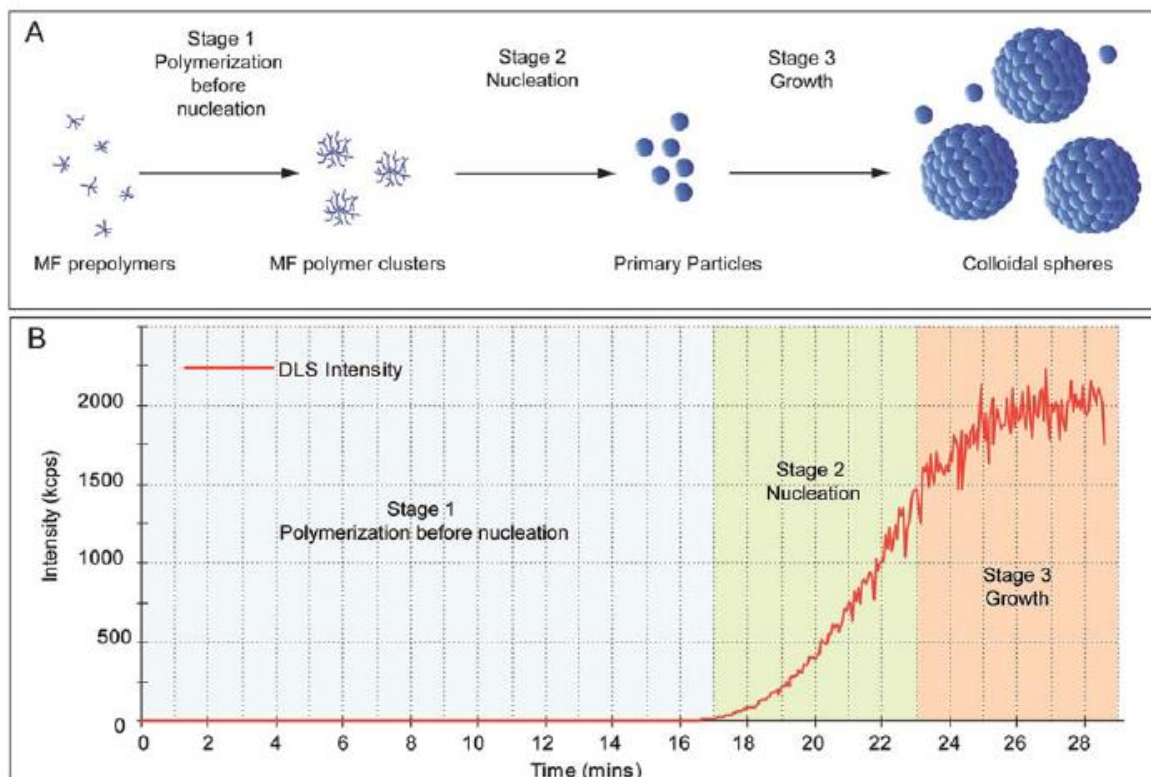 A
Stage 1
Polymerization
before
nucleation
Stage 2
Nucleation
Stage 3
Growth
MF prepolymers
MF polymer clusters
Primary Particles
Colloidal spheres
B
DLS Intensity
Intensity (kcps)
2000
1500
1000
500
0
Stage 1
Polymerization before nucleation
Stage 2
Nucleation
Stage 3
Growth
0 2 4 6 8 10 12 14 16 18 20 22 24 26 28
Time (mins)